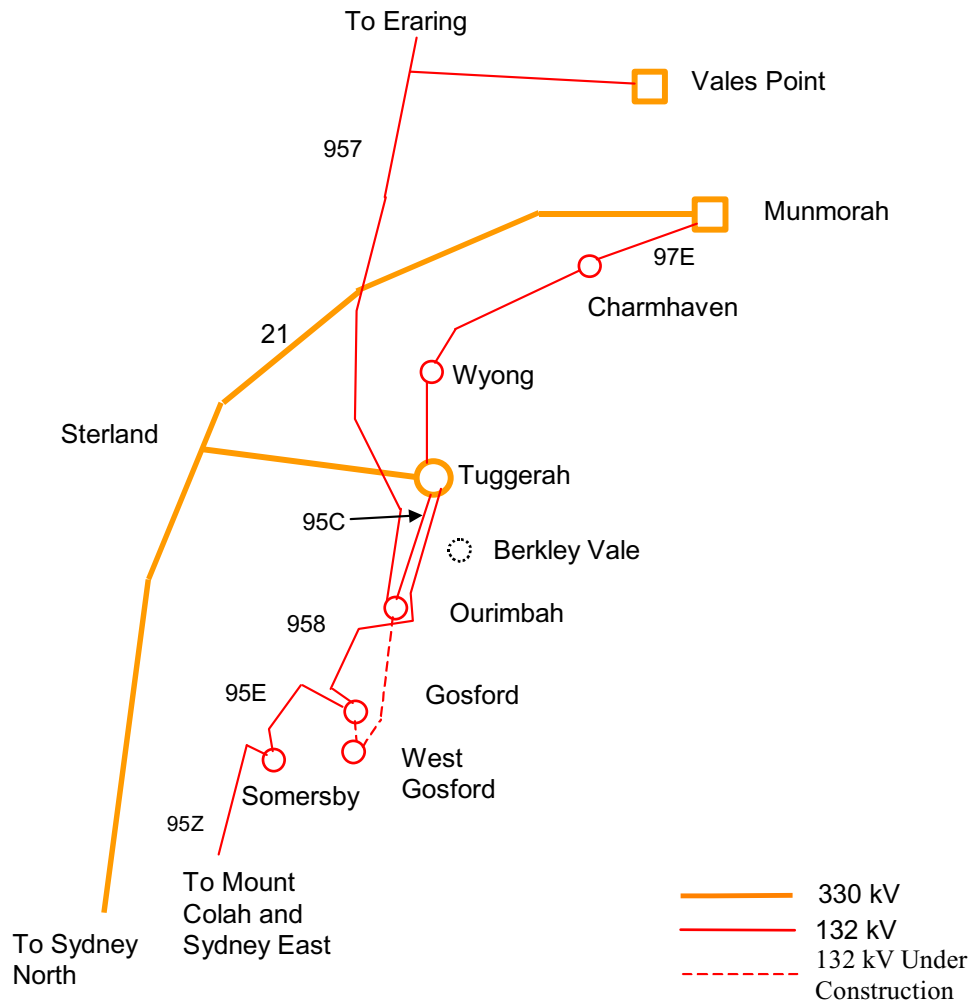 To Eraring
Vales Point
957
Munmorah
97E
Charmhaven
21
Wyong
Sterland
Tuggerah
95C
Berkley Vale
Ourimbah
958
95E
Gosford
West
Gosford
Somersby
95Z
To Mount
Colah and
Sydney East
To Sydney
North
330 kV
132 kV
132 kV Under
Construction